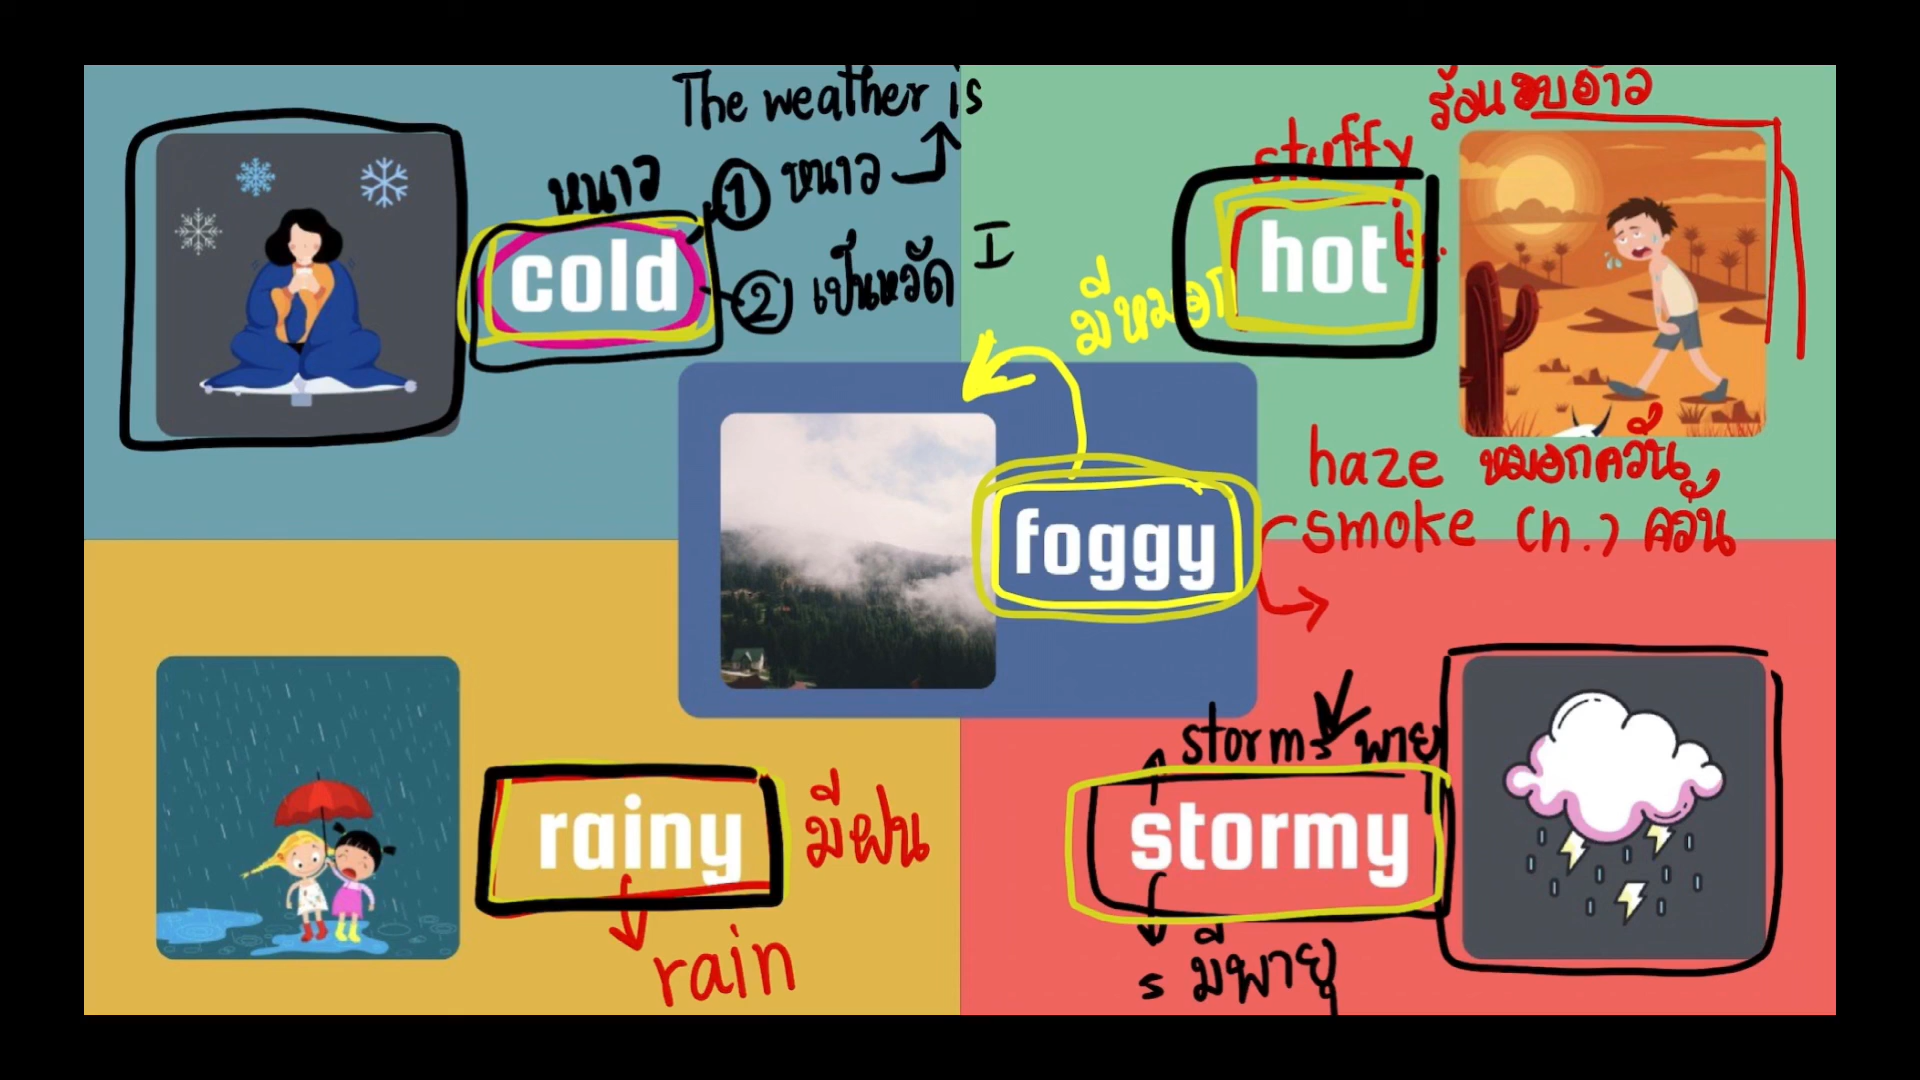 The weather is
หนาว
① หนาว
cold
② เป็นหวัด
I
ร้อนอบอ้าว
stuffy
hot
มีหมอก
foggy
haze หมอกควัน
smoke (n.) ควัน
rainy
มีฝน
rain
storm พายุ
stormy
s มีพายุ